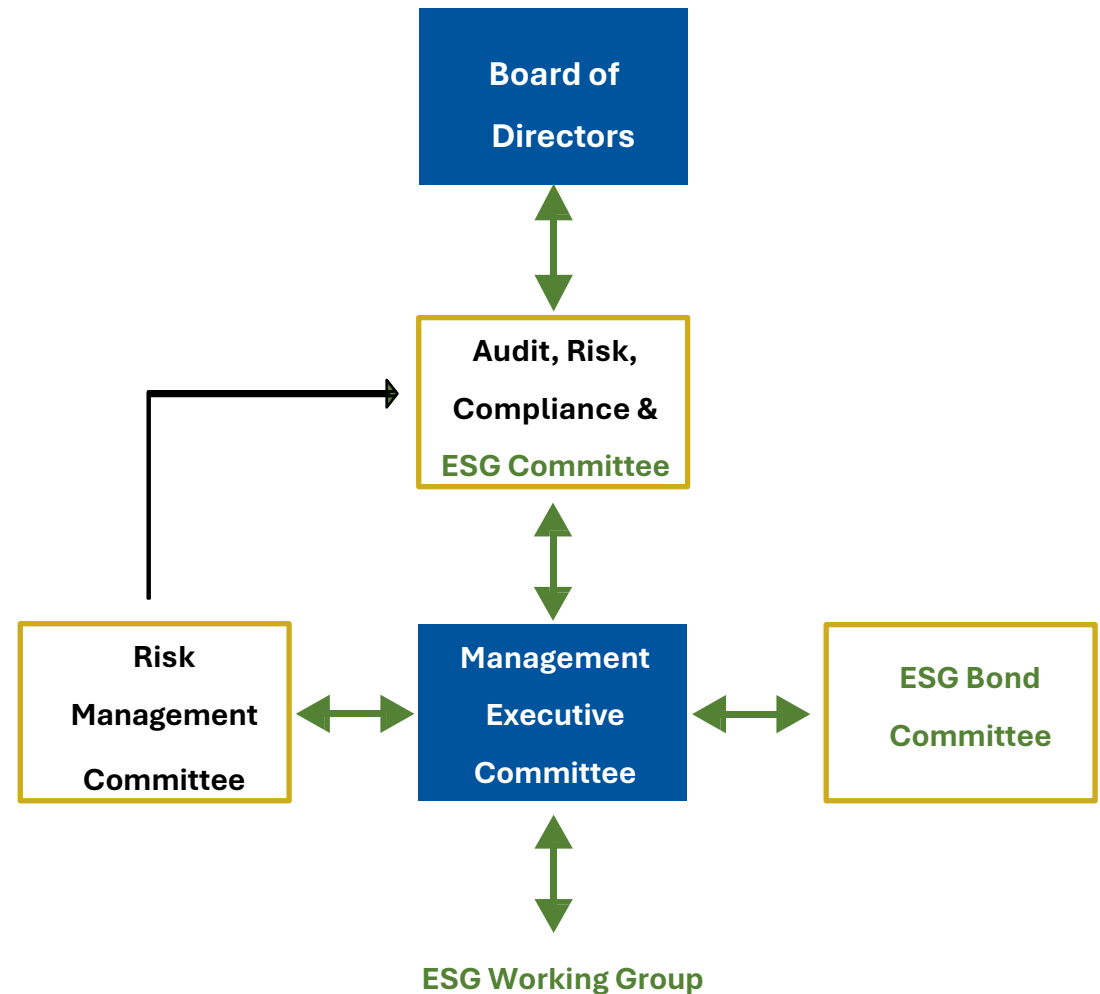 Board of
Directors
Audit, Risk,
Compliance &
ESG Committee
Risk
Management
Committee
Management
Executive
Committee
ESG Bond
Committee
ESG Working Group